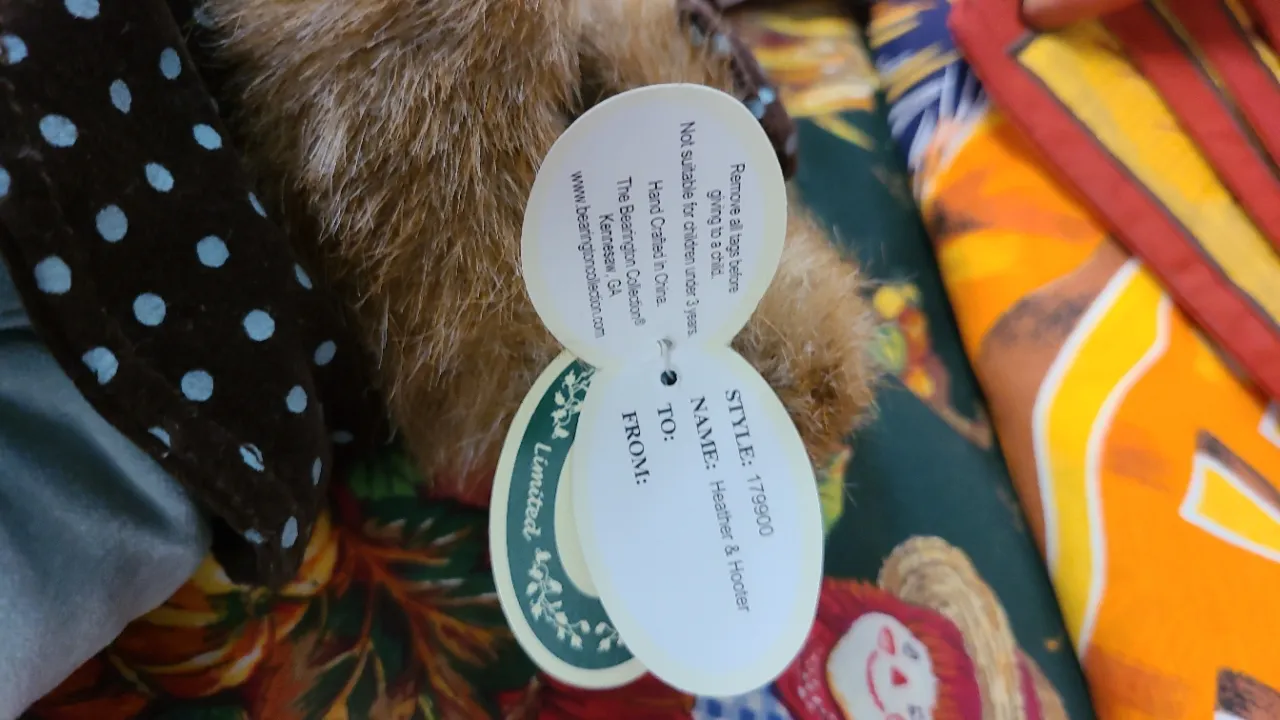 Remove all tags before
giving to a child.
Not suitable for children under 3 years.
Hand Crafted in China.
The Bearington Collection®
Kennesaw, GA
www.bearingtoncollection.com
STYLE: 179900
NAME: Heather & Hooter
TO:
FROM:
Limited